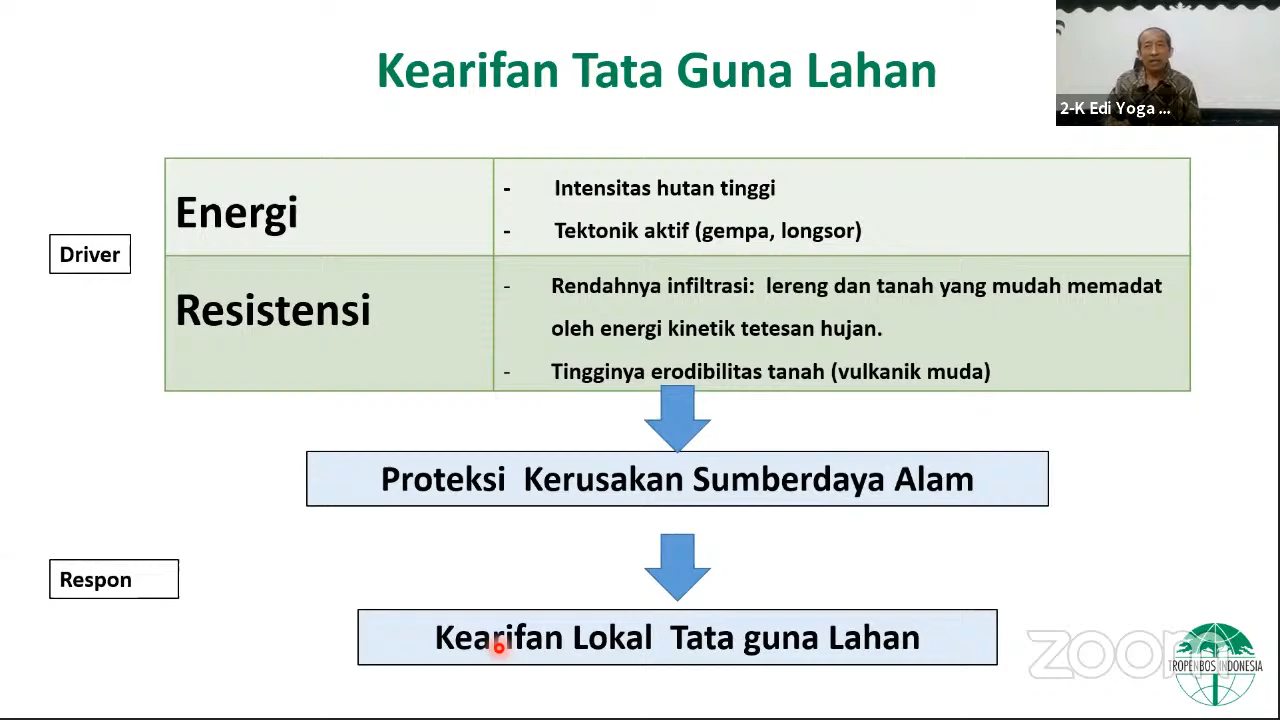 Kearifan Tata Guna Lahan
2-K Edi Yoga ...
Driver
Energi
- Intensitas hutan tinggi
- Tektonik aktif (gempa, longsor)
Resistensi
- Rendahnya infiltrasi: lereng dan tanah yang mudah memadat
oleh energi kinetik tetesan hujan.
- Tingginya erodibilitas tanah (vulkanik muda)
Proteksi Kerusakan Sumberdaya Alam
Respon
Kearifan Lokal Tata guna Lahan
zoom
TROPENBOS INDONESIA